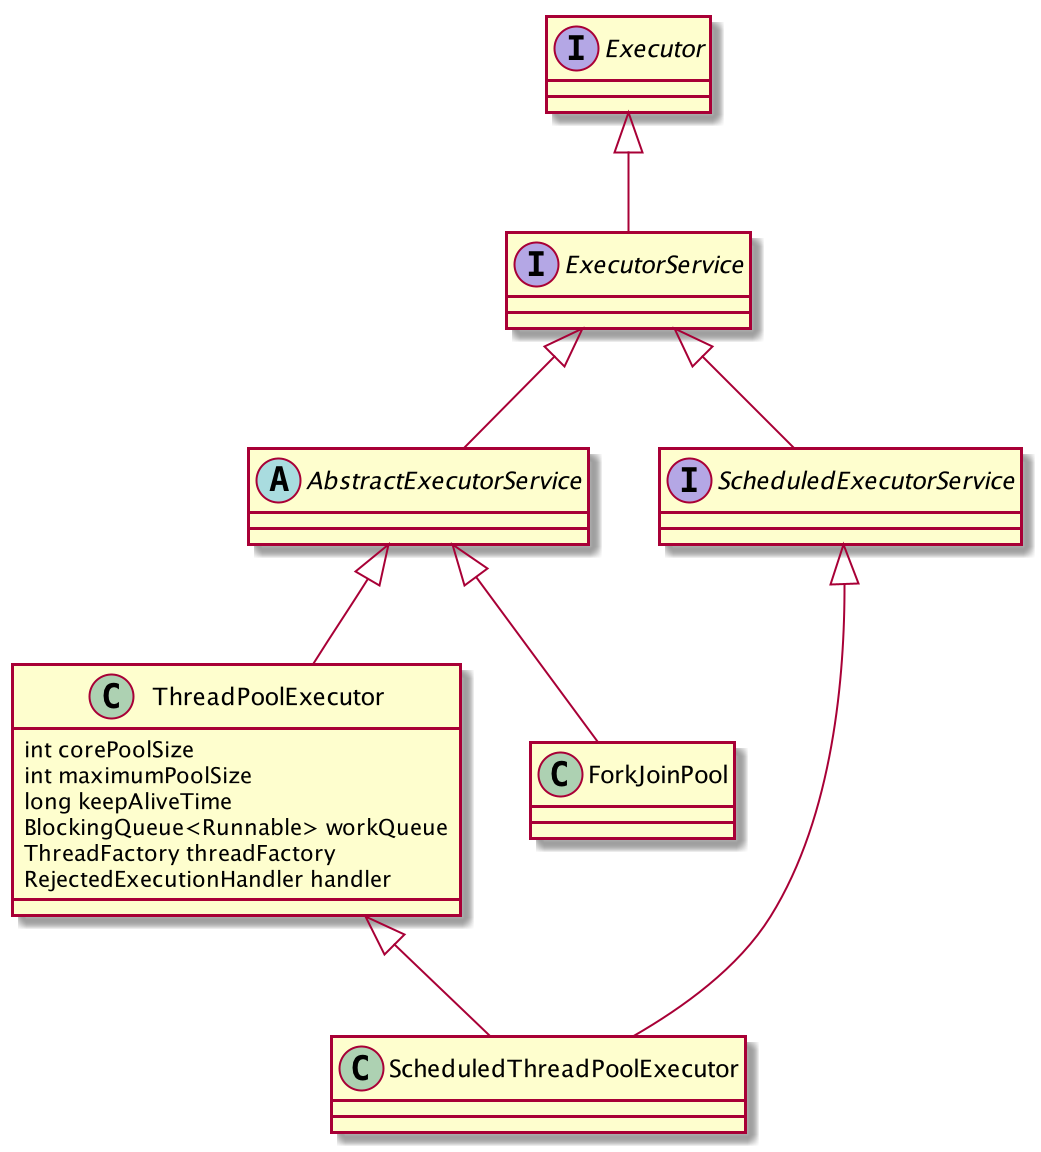 I Executor
I ExecutorService
A AbstractExecutorService
I ScheduledExecutorService
C ThreadPoolExecutor
int corePoolSize
int maximumPoolSize
long keepAliveTime
BlockingQueue<Runnable> workQueue
ThreadFactory threadFactory
RejectedExecutionHandler handler
C ForkJoinPool
C ScheduledThreadPoolExecutor